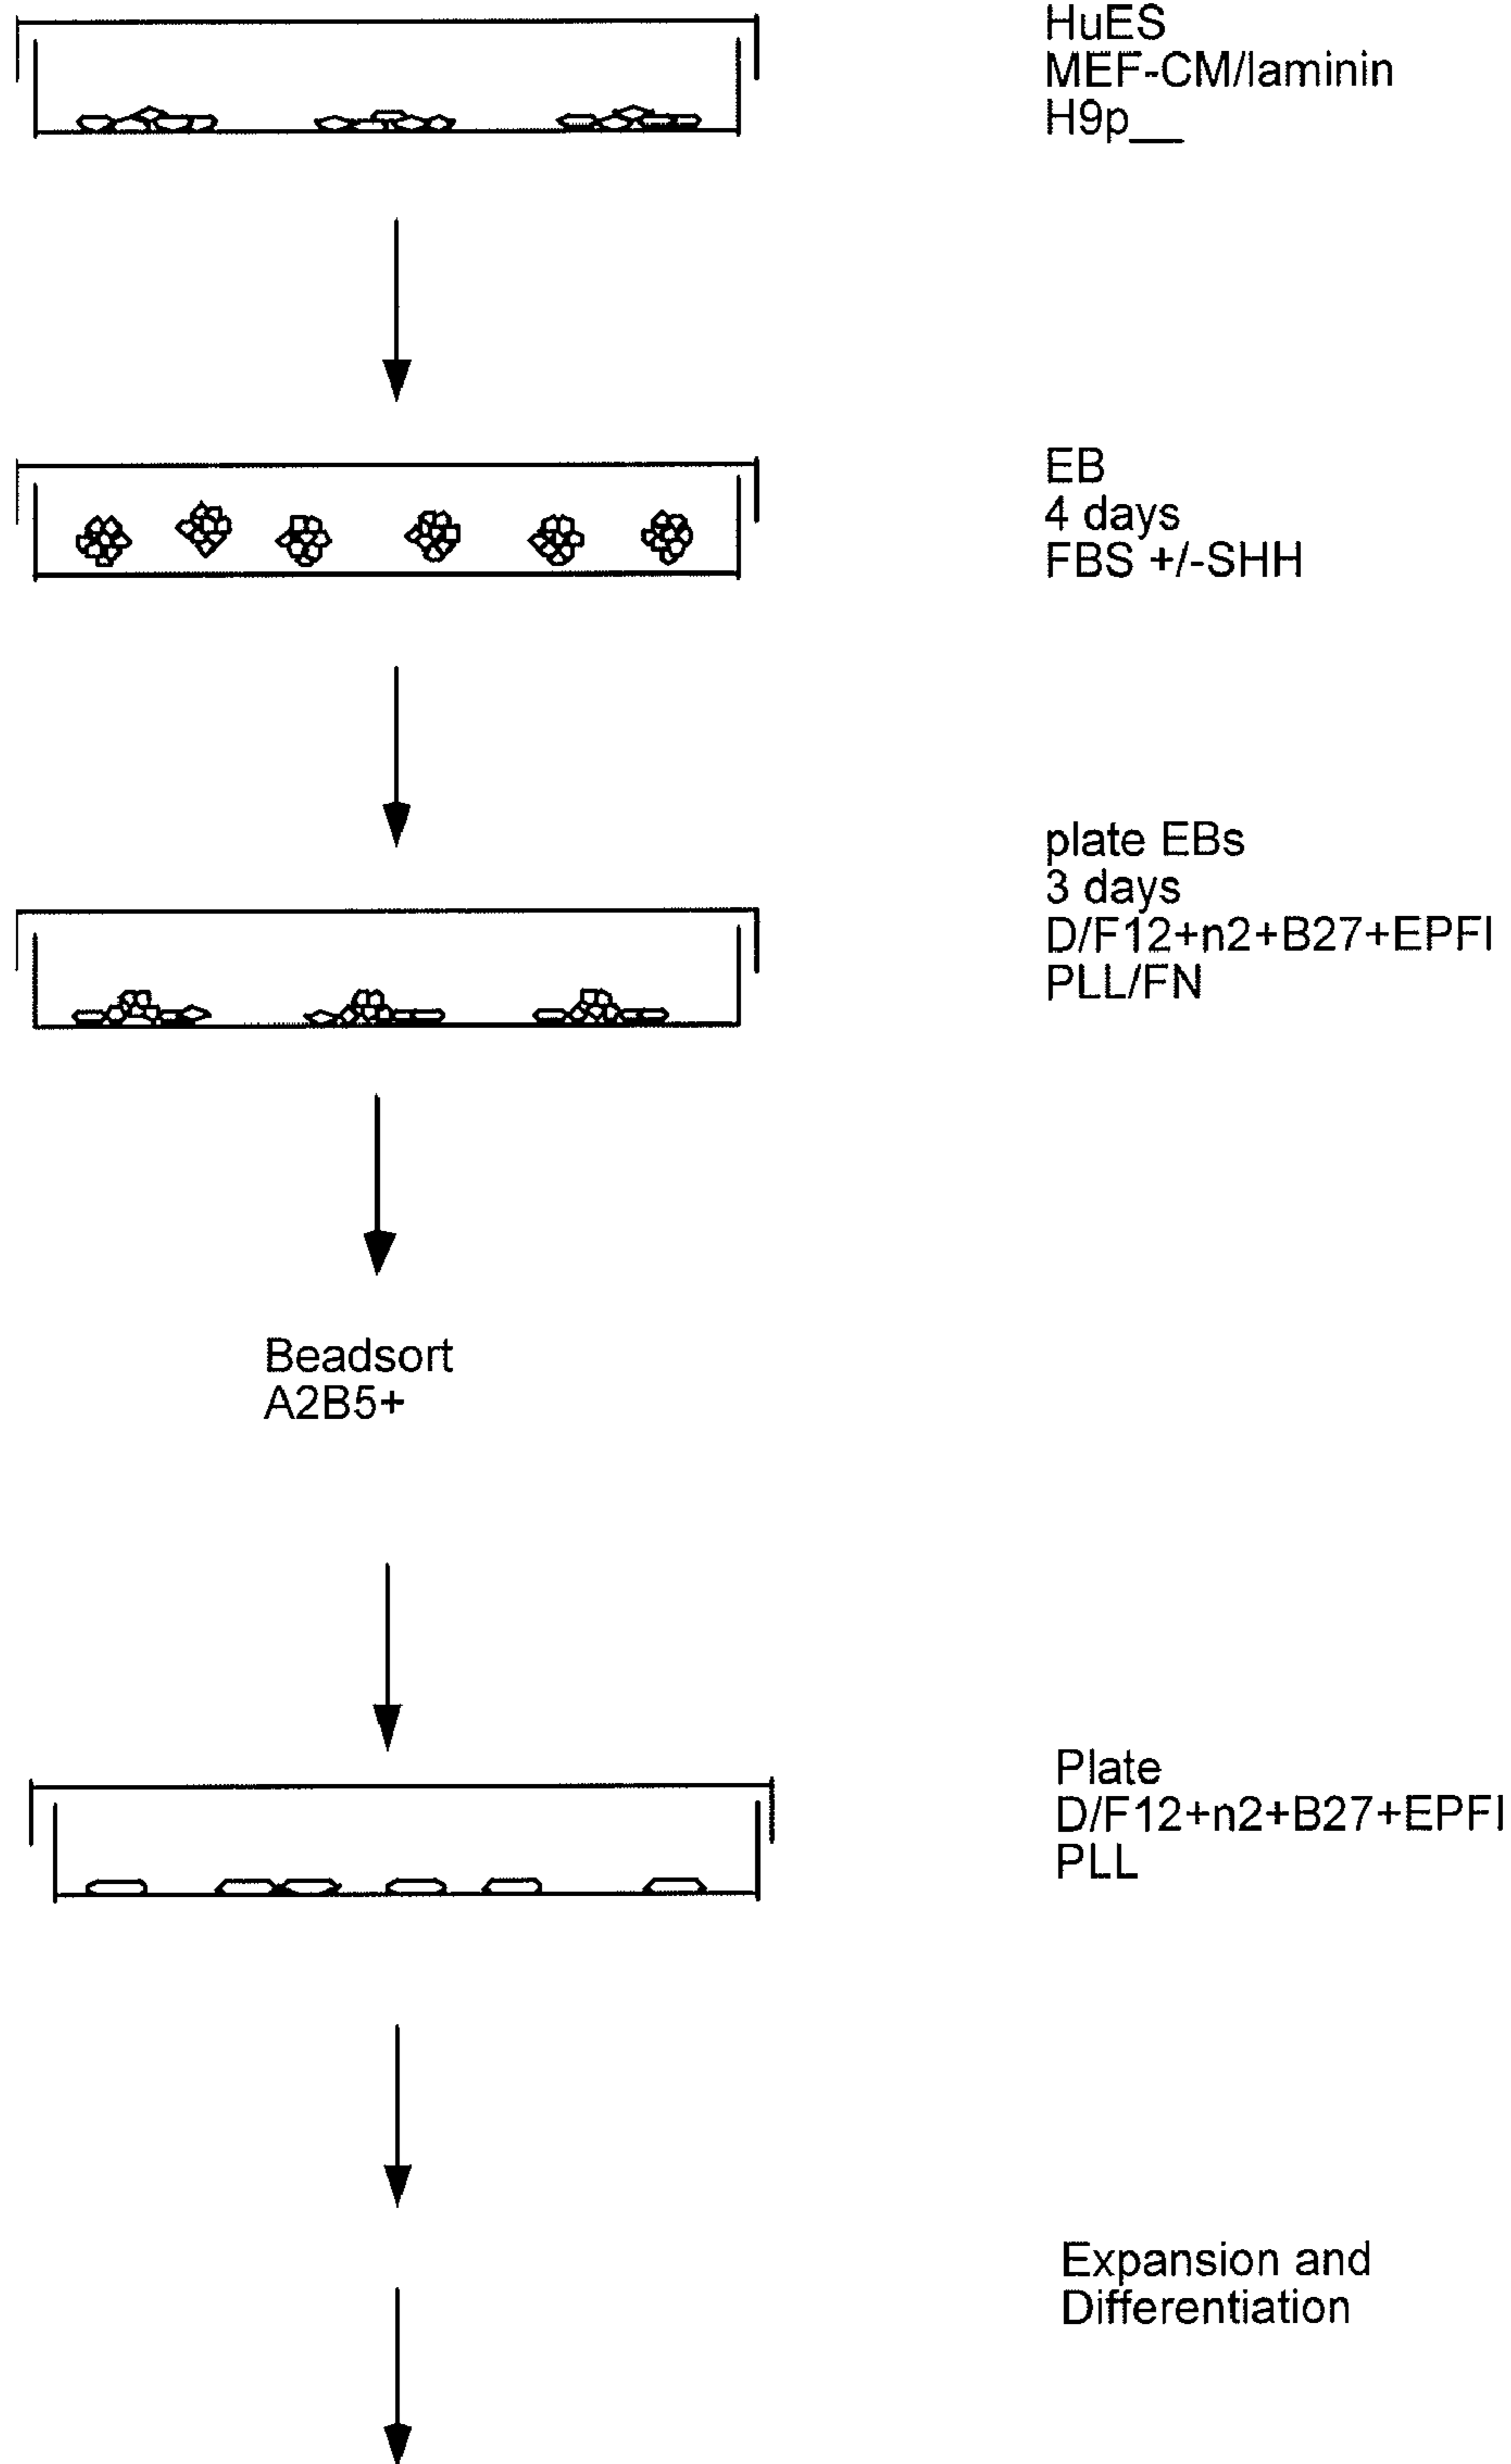 HuES
MEF-CM/laminin
H9p___
EB
4 days
FBS +/-SHH
plate EBs
3 days
D/F12+n2+B27+EPFI
PLL/FN
Beadsort
A2B5+
Plate
D/F12+n2+B27+EPFI
PLL
Expansion and
Differentiation